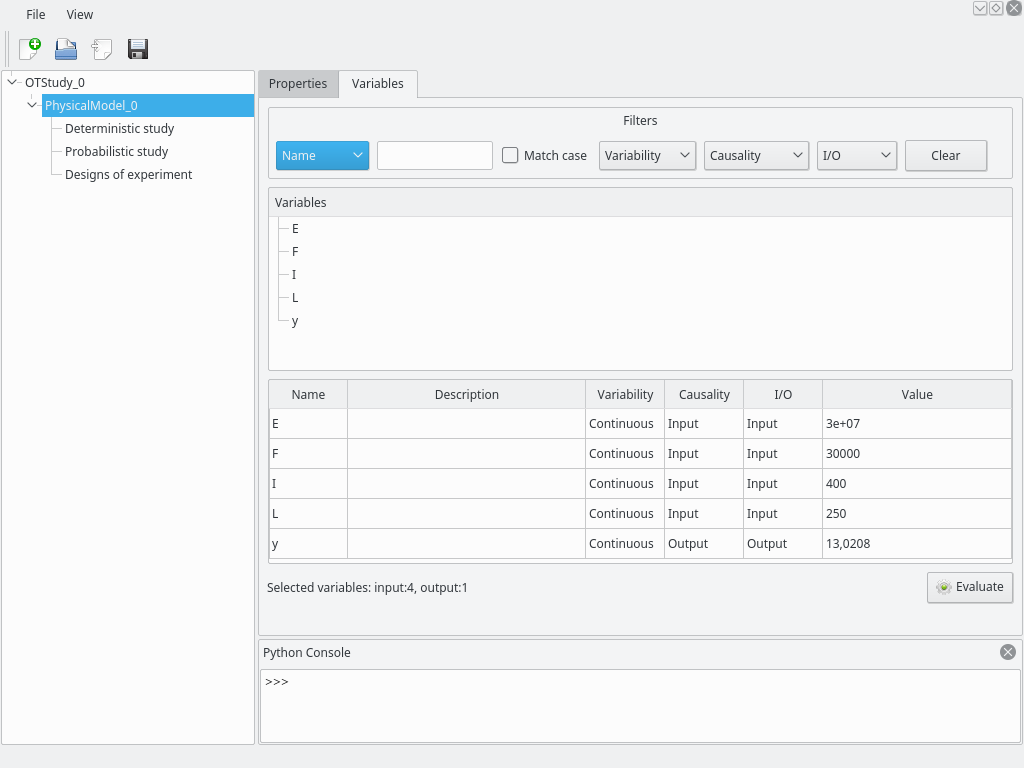 File View
OTStudy_0
PhysicalModel_0
Deterministic study
Probabilistic study
Designs of experiment
Properties Variables
Filters
Name Match case Variability Causality I/O Clear
Variables
E
F
I
L
y
Name Description Variability Causality I/O Value
E Continuous Input Input 3e+07
F Continuous Input Input 30000
I Continuous Input Input 400
L Continuous Input Input 250
y Continuous Output Output 13,0208
Selected variables: input:4, output:1 Evaluate
Python Console
>>>